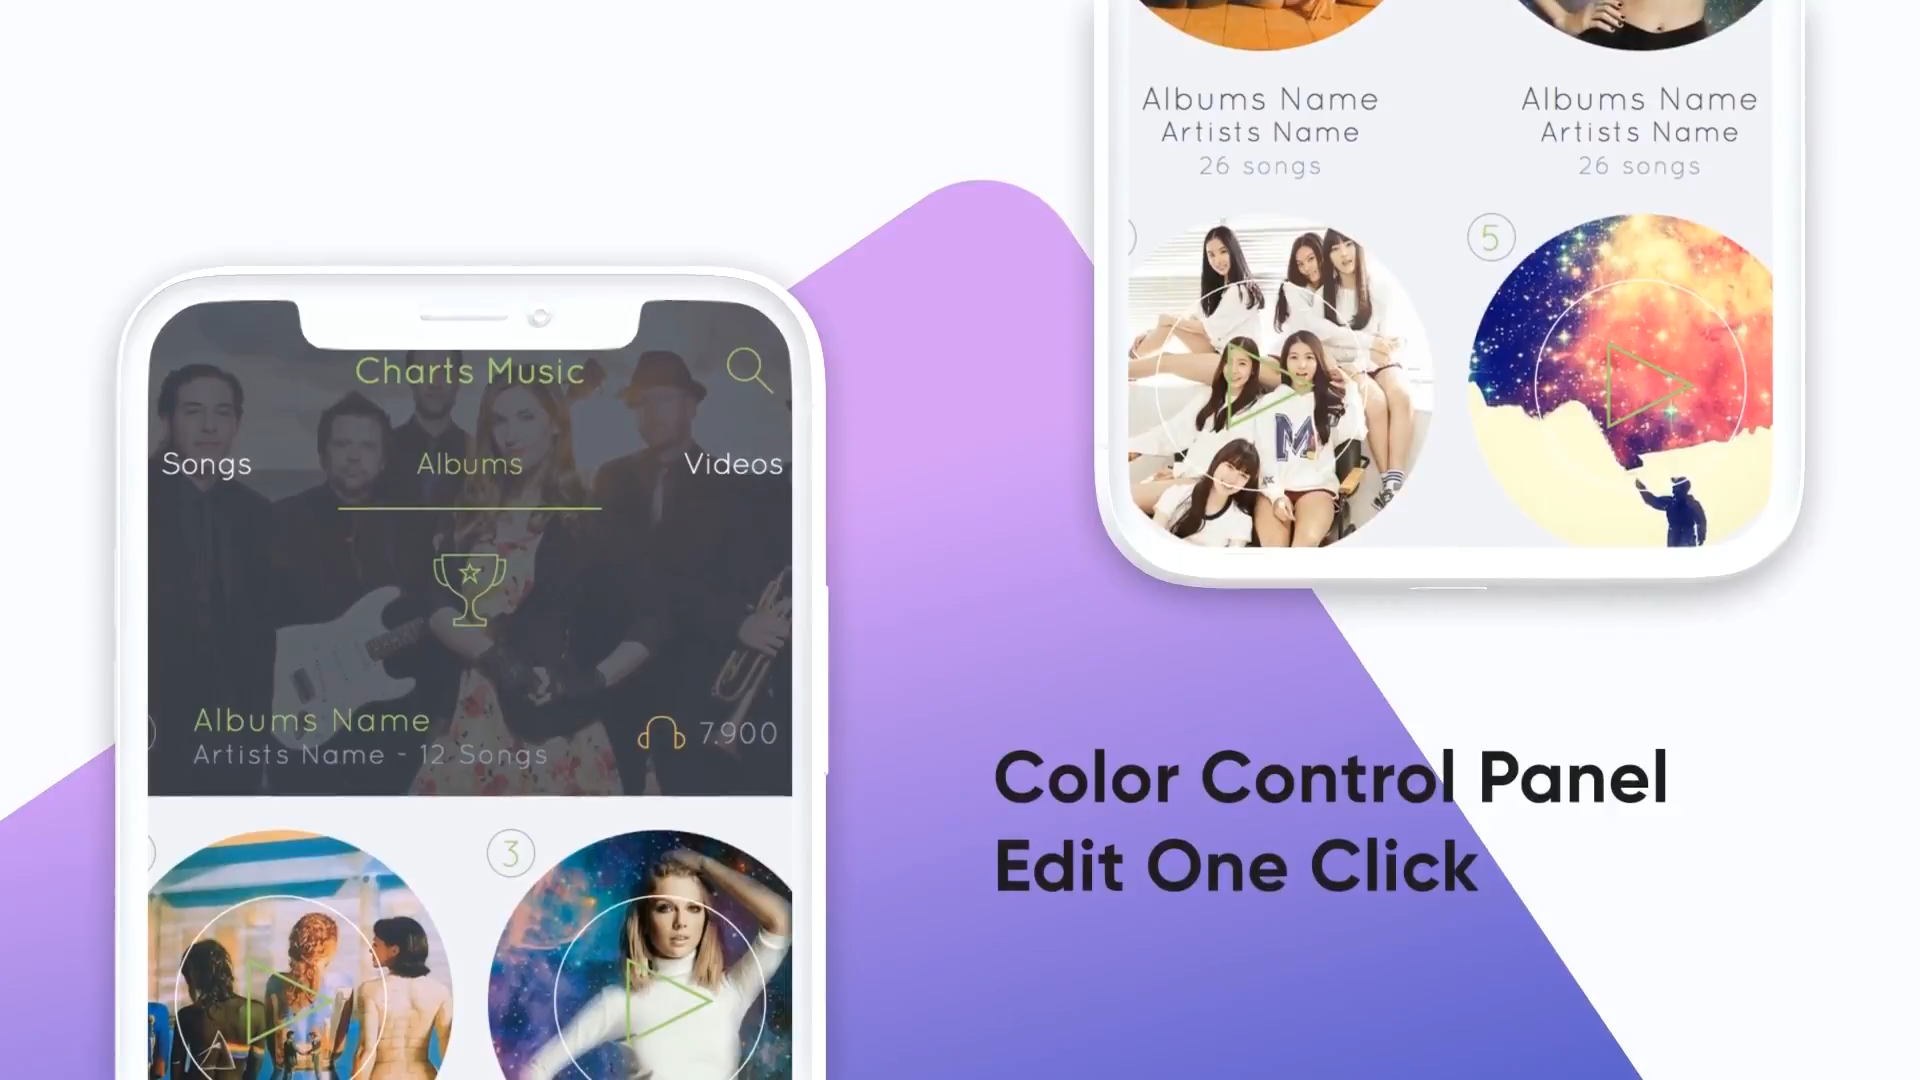 Charts Music
Songs
Albums
Videos
Albums Name
Artists Name - 12 Songs
7.900
3
Albums Name
Artists Name
26 songs
Albums Name
Artists Name
26 songs
5
M
Color Control Panel
Edit One Click